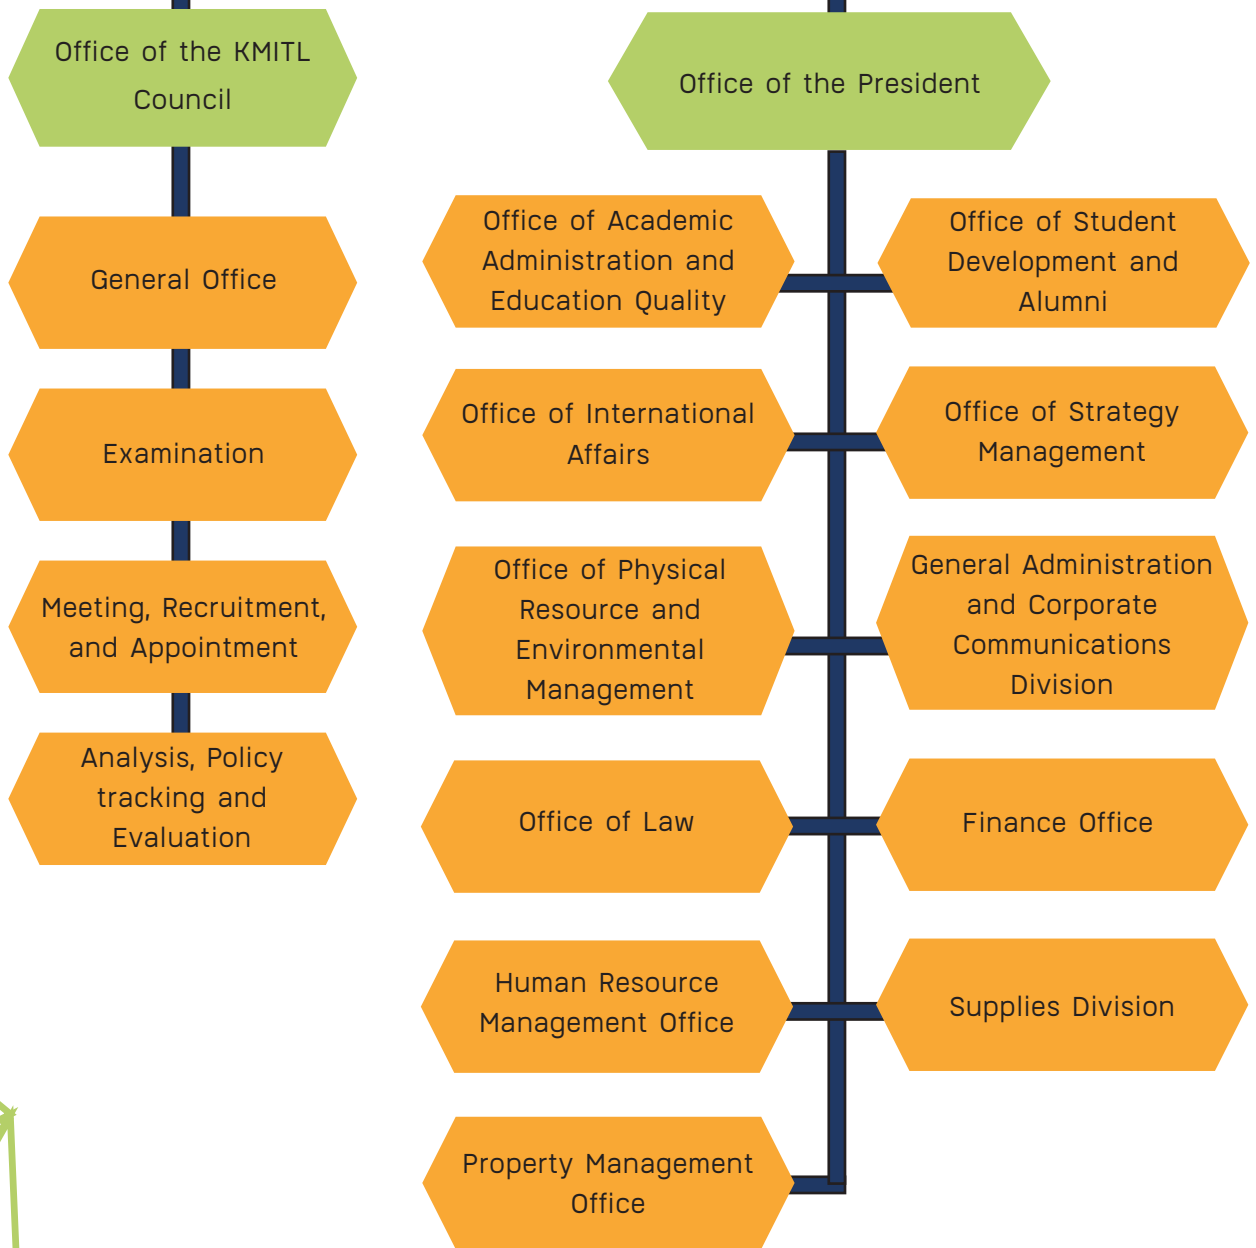 Office of the KMITL
Council
General Office
Examination
Meeting, Recruitment,
and Appointment
Analysis, Policy
tracking and
Evaluation
Office of the President
Office of Academic
Administration and
Education Quality
Office of Student
Development and
Alumni
Office of International
Affairs
Office of Strategy
Management
Office of Physical
Resource and
Environmental
Management
General Administration
and Corporate
Communications
Division
Office of Law
Finance Office
Human Resource
Management Office
Supplies Division
Property Management
Office